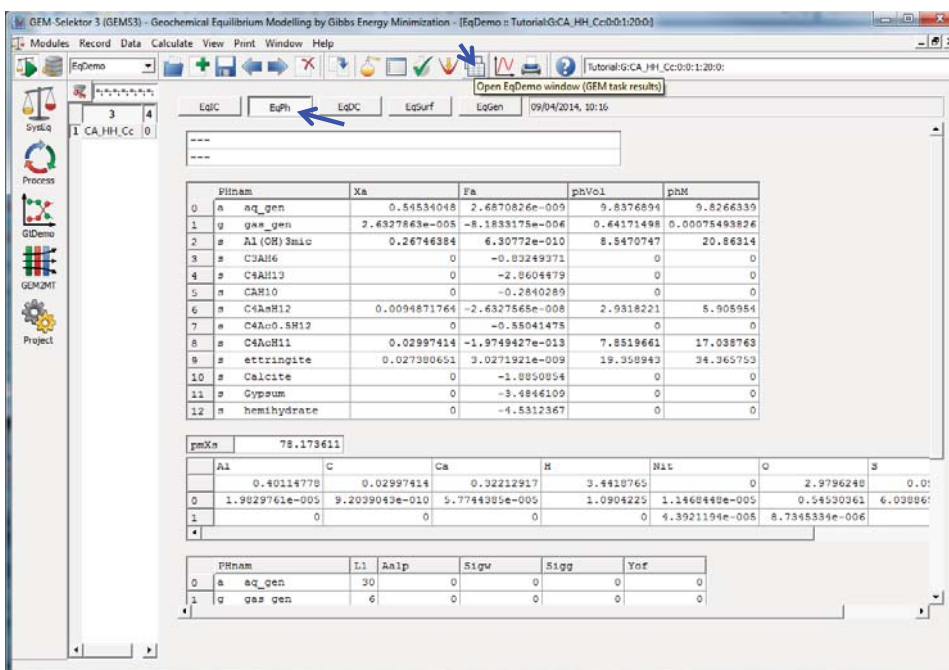 GEM-Selektor 3 (GEMS3) - Geochemical Equilibrium Modelling by Gibbs Energy Minimization - [EqDemo :: Tutorial:G:CA_HH_Cc:0:0:1:20:0:]
Modules Record Data Calculate View Print Window Help
EqDemo
Tutorial:G:CA_HH_Cc:0:0:1:20:0:
Open EqDemo window (GEM task results)
*:*:*:*:*:*:*:
3 4
1 CA_HH_Cc 0
SysEq
Process
GtDemo
GEM2MT
Project
EqIC EqPh EqDC EqSurf EqGen 09/04/2014, 10:16
---
---
PHnam Xa Fa phVol phM
0 a aq_gen 0.54534048 2.6870826e-009 9.8376894 9.8266339
1 g gas_gen 2.6327863e-005 -8.1833175e-006 0.64171498 0.00075493826
2 s Al(OH)3mic 0.26746384 6.30772e-010 8.5470747 20.86314
3 s C3AH6 0 -0.83249371 0 0
4 s C4AH13 0 -2.8604479 0 0
5 s CAH10 0 -0.2840289 0 0
6 s C4AsH12 0.0094871764 -2.6327565e-008 2.9318221 5.905954
7 s C4Ac0.5H12 0 -0.55041475 0 0
8 s C4AcH11 0.02997414 -1.9749427e-013 7.8519661 17.038763
9 s ettringite 0.027380651 3.0271921e-009 19.358943 34.365753
10 s Calcite 0 -1.8850854 0 0
11 s Gypsum 0 -3.4846109 0 0
12 s hemihydrate 0 -4.5312367 0 0
pmXs 78.173611
Al C Ca H Nit O S
0.40114778 0.02997414 0.32212917 3.4418765 0 2.9796248
0 1.9829761e-005 9.2039043e-010 5.7744385e-005 1.0904225 1.1468448e-005 0.54530361
1 0 0 0 0 4.3921194e-005 8.7345334e-006
PHnam L1 Aalp Sigw Sigg Yof
0 a aq_gen 30 0 0 0 0
1 g gas_gen 6 0 0 0 0